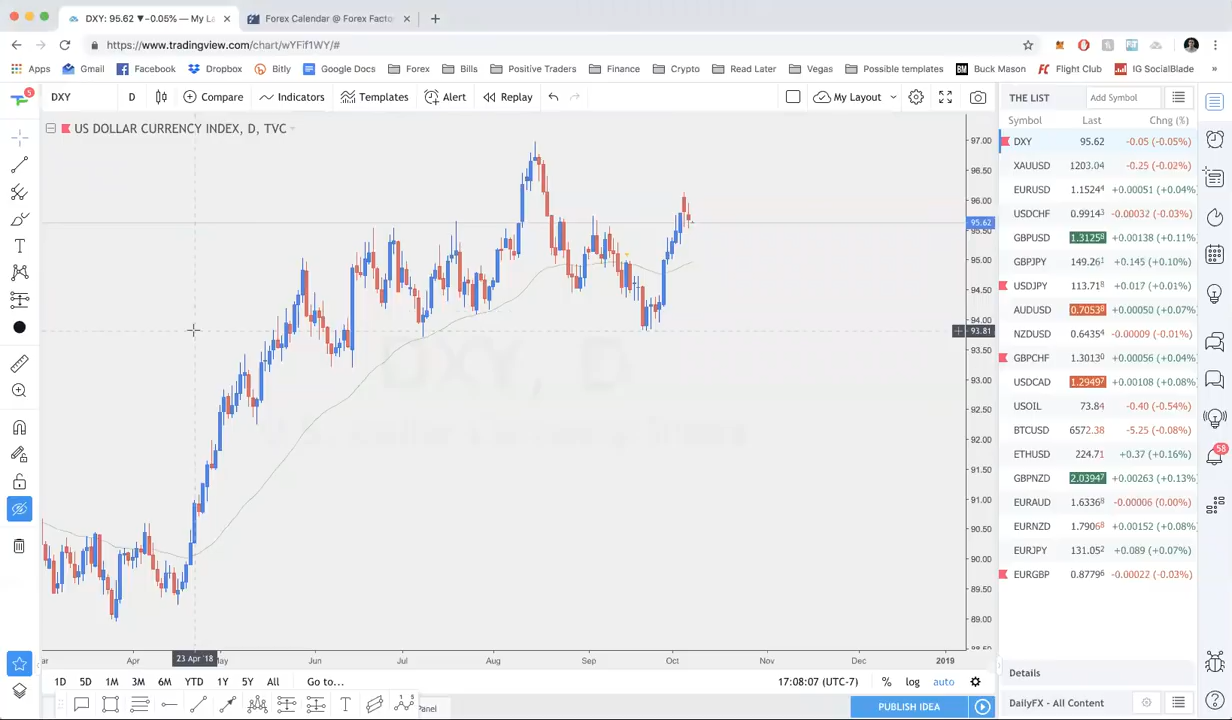 DXY: 95.62 ▼−0.05% — My La
Forex Calendar @ Forex Facto
https://www.tradingview.com/chart/wYFif1WY/#
Apps Gmail Facebook Dropbox Bitly Google Docs Forex Bills Positive Traders Finance Crypto Read Later Vegas Possible templates BM Buck Mason FC Flight Club IG SocialBlade »
5 DXY D Compare Indicators Templates Alert Replay My Layout
THE LIST Add Symbol
Symbol Last Chng (%)
US DOLLAR CURRENCY INDEX, D, TVC
DXY 95.62 -0.05 (-0.05%)
XAUUSD 1203.04 -0.25 (-0.02%)
EURUSD 1.15244 +0.00051 (+0.04%)
USDCHF 0.99143 -0.00032 (-0.03%)
GBPUSD 1.31258 +0.00138 (+0.11%)
GBPJPY 149.261 +0.145 (+0.10%)
USDJPY 113.718 +0.017 (+0.01%)
AUDUSD 0.70538 +0.00050 (+0.07%)
NZDUSD 0.64354 -0.00009 (-0.01%)
GBPCHF 1.30130 +0.00056 (+0.04%)
USDCAD 1.29497 +0.00108 (+0.08%)
USOIL 73.84 -0.40 (-0.54%)
BTCUSD 6572.38 -5.25 (-0.08%)
ETHUSD 224.71 +0.37 (+0.16%)
GBPNZD 2.03947 +0.00263 (+0.13%)
EURAUD 1.63368 -0.00006 (0.00%)
EURNZD 1.79068 +0.00152 (+0.08%)
EURJPY 131.052 +0.089 (+0.07%)
EURGBP 0.87796 -0.00022 (-0.03%)
58
97.00
96.50
96.00
95.62
95.50
95.00
94.50
94.00
93.81
93.50
93.00
92.50
92.00
91.50
91.00
90.50
90.00
89.50
89.00
88.50
DXY, D
ar Apr 23 Apr '18 May Jun Jul Aug Sep Oct Nov Dec 2019
1D 5D 1M 3M 6M YTD 1Y 5Y All Go to... 17:08:07 (UTC-7) % log auto
Details
T Panel PUBLISH IDEA
DailyFX - All Content